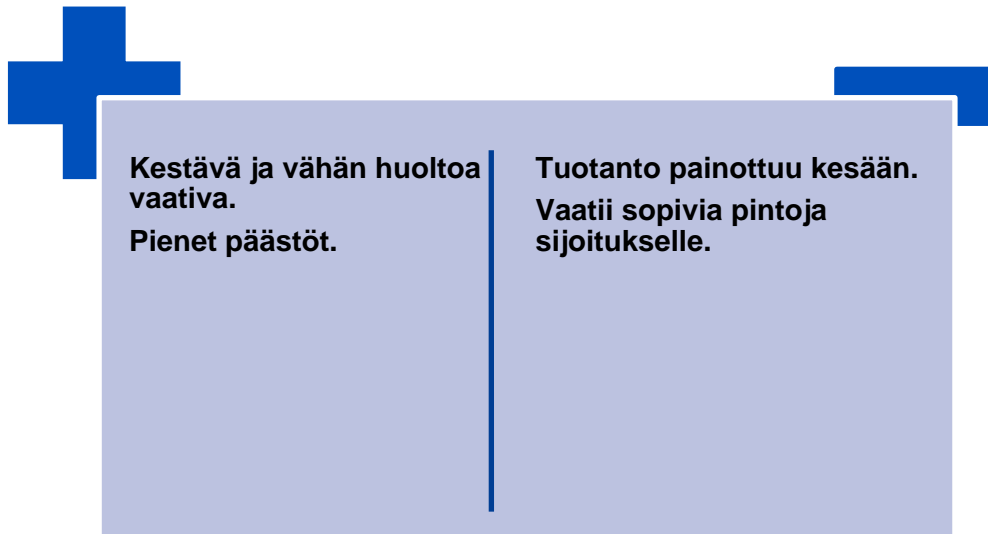 Kestävä ja vähän huoltoa
vaativa.
Pienet päästöt.
Tuotanto painottuu kesään.
Vaatii sopivia pintoja
sijoitukselle.